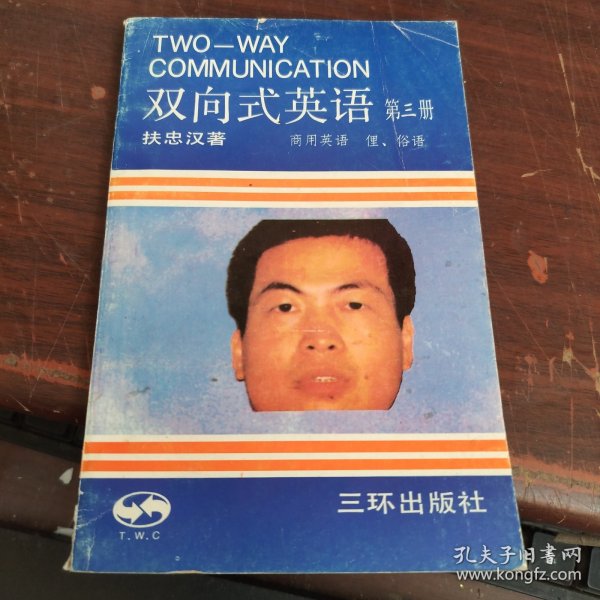 TWO—WAY
COMMUNICATION
双向式英语 第三册
扶忠汉著 商用英语 俚、俗语
T.W.C
三环出版社
孔夫子旧書网
www.kongfz.com